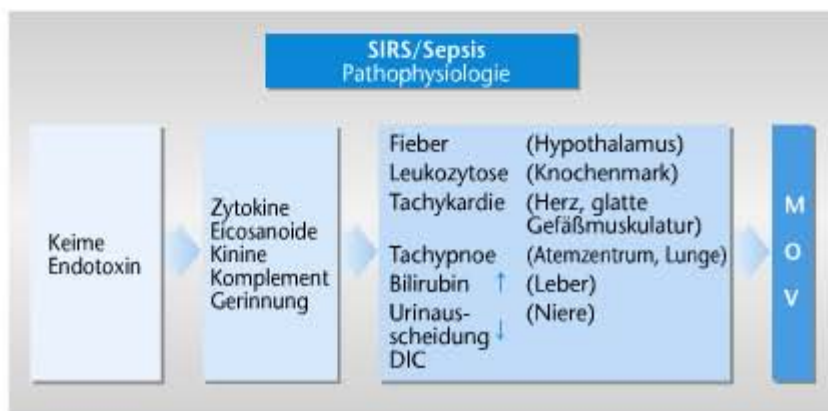 SIRS/Sepsis
Pathophysiologie
Keime
Endotoxin
Zytokine
Eicosanoide
Kinine
Komplement
Gerinnung
Fieber (Hypothalamus)
Leukozytose (Knochenmark)
Tachykardie (Herz, glatte
Gefäßmuskulatur)
Tachypnoe (Atemzentrum, Lunge)
Bilirubin ↑ (Leber)
Urinaus- (Niere)
scheidung ↓
DIC
M
O
V